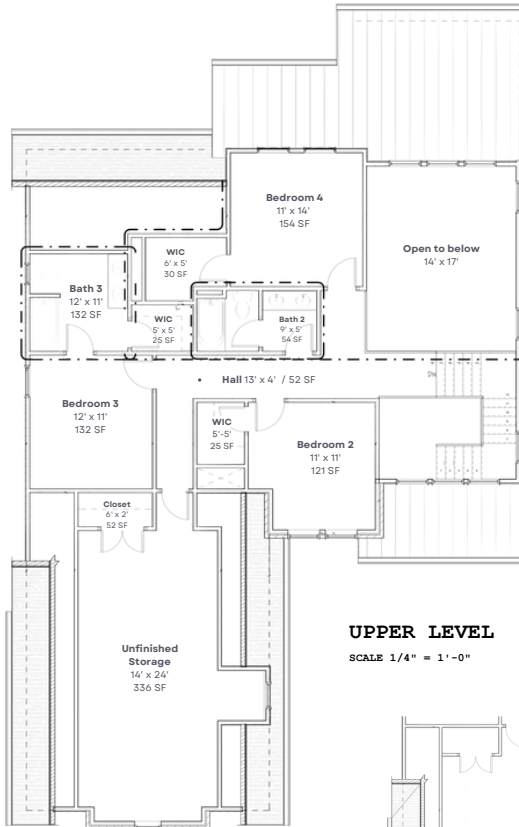 Bedroom 4
11' x 14'
154 SF
Open to below
14' x 17'
WIC
6' x 5'
30 SF
Bath 3
12' x 11'
132 SF
WIC
5' x 5'
25 SF
Bath 2
9' x 5'
54 SF
• Hall 13' x 4' / 52 SF
Bedroom 3
12' x 11'
132 SF
WIC
5'-5'
25 SF
Bedroom 2
11' x 11'
121 SF
Closet
6' x 2'
52 SF
Unfinished
Storage
14' x 24'
336 SF
UPPER LEVEL
SCALE 1/4" = 1'-0"